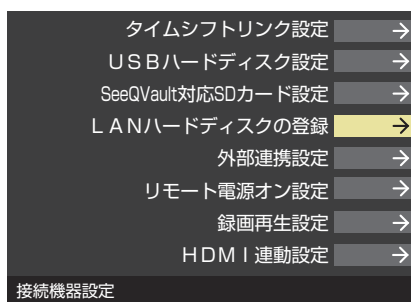 タイムシフトリンク設定 →
ＵＳＢハードディスク設定 →
SeeQVault対応SDカード設定 →
ＬＡＮハードディスクの登録 →
外部連携設定 →
リモート電源オン設定 →
録画再生設定 →
ＨＤＭＩ連動設定 →
接続機器設定